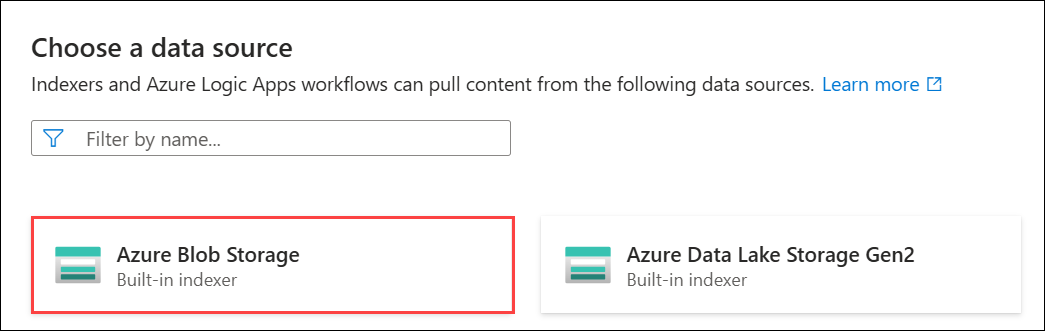 Choose a data source
Indexers and Azure Logic Apps workflows can pull content from the following data sources. Learn more
Filter by name...
Azure Blob Storage
Built-in indexer
Azure Data Lake Storage Gen2
Built-in indexer